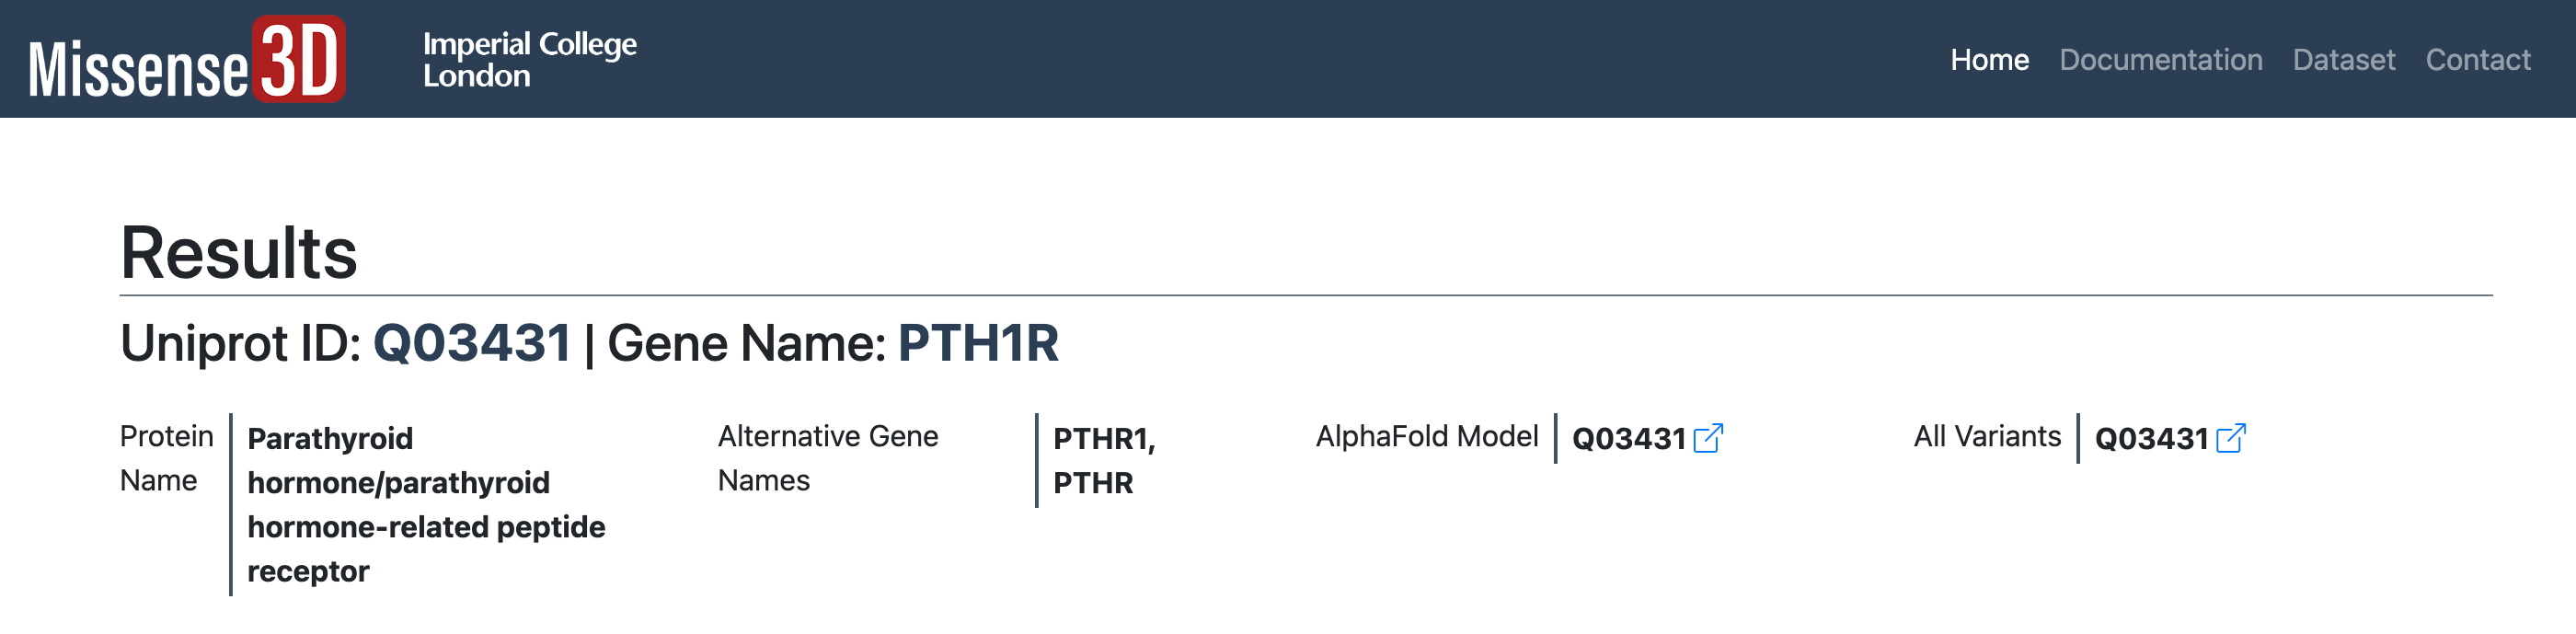 Missense3D
Imperial College
London
Home Documentation Dataset Contact
Results
Uniprot ID: Q03431 | Gene Name: PTH1R
Protein
Name
Parathyroid
hormone/parathyroid
hormone-related peptide
receptor
Alternative Gene
Names
PTHR1,
PTHR
AlphaFold Model
Q03431
All Variants
Q03431